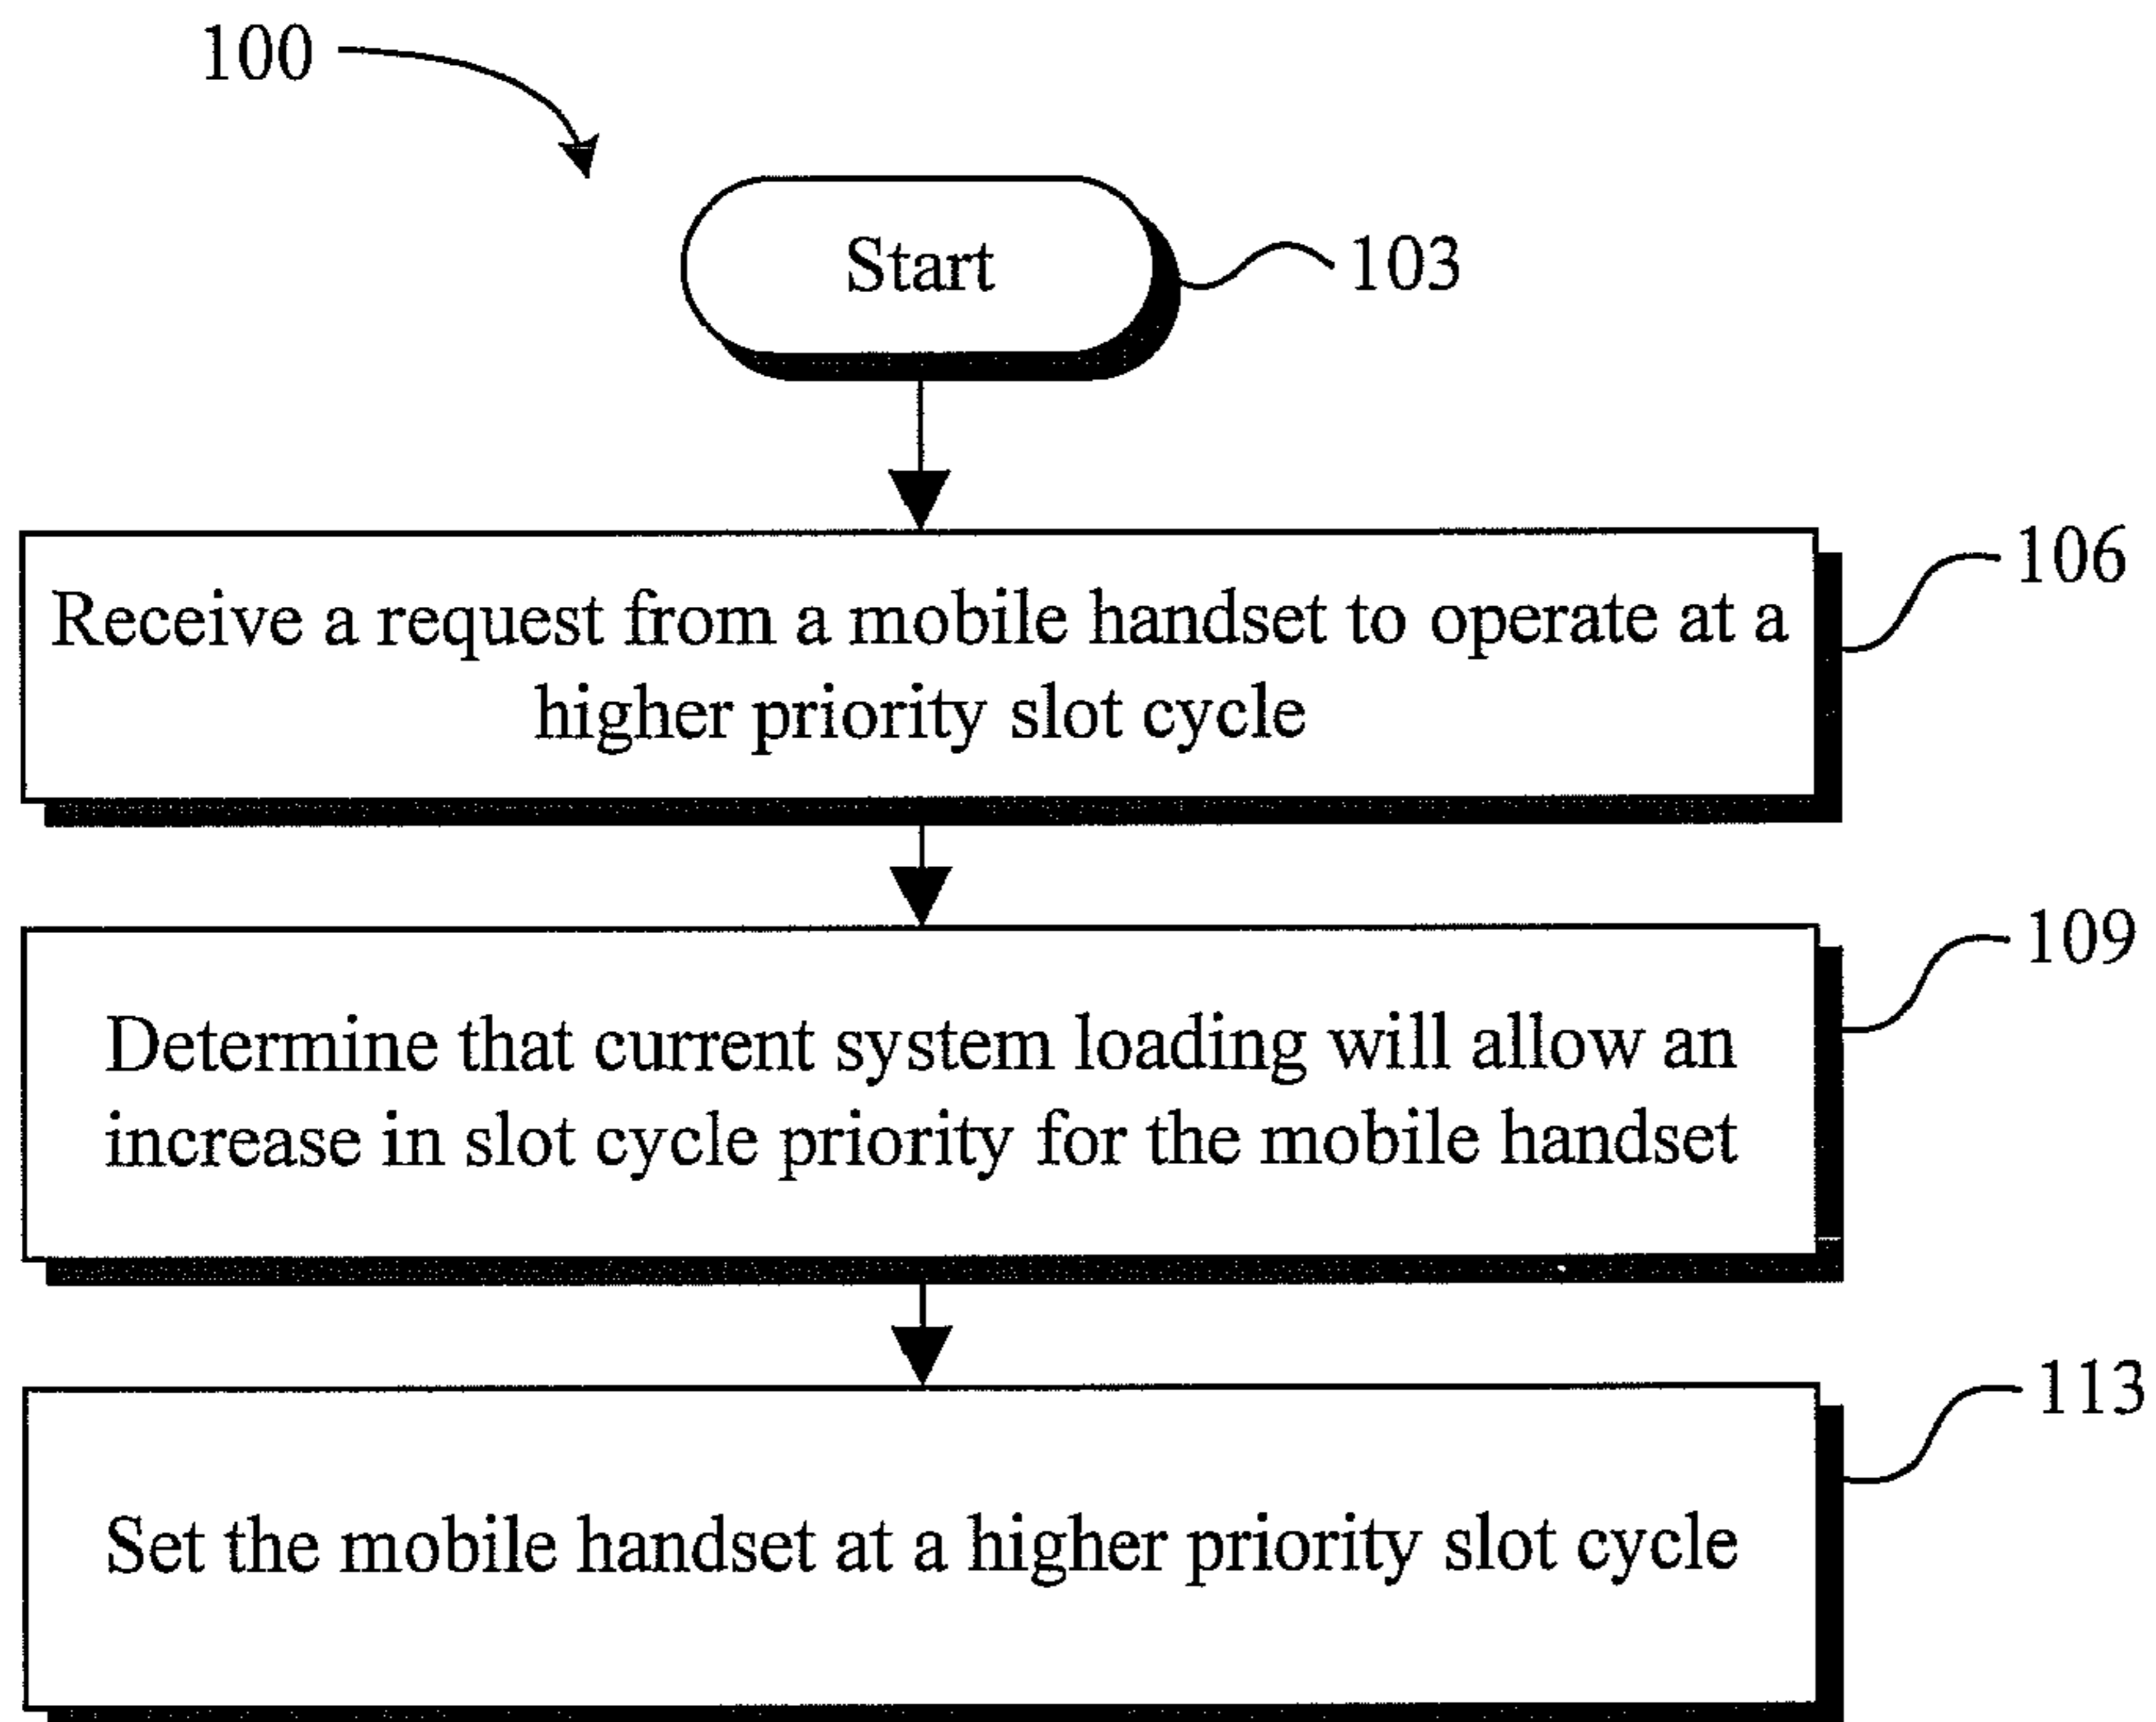 100
Start
103
Receive a request from a mobile handset to operate at a
higher priority slot cycle
106
Determine that current system loading will allow an
increase in slot cycle priority for the mobile handset
109
Set the mobile handset at a higher priority slot cycle
113